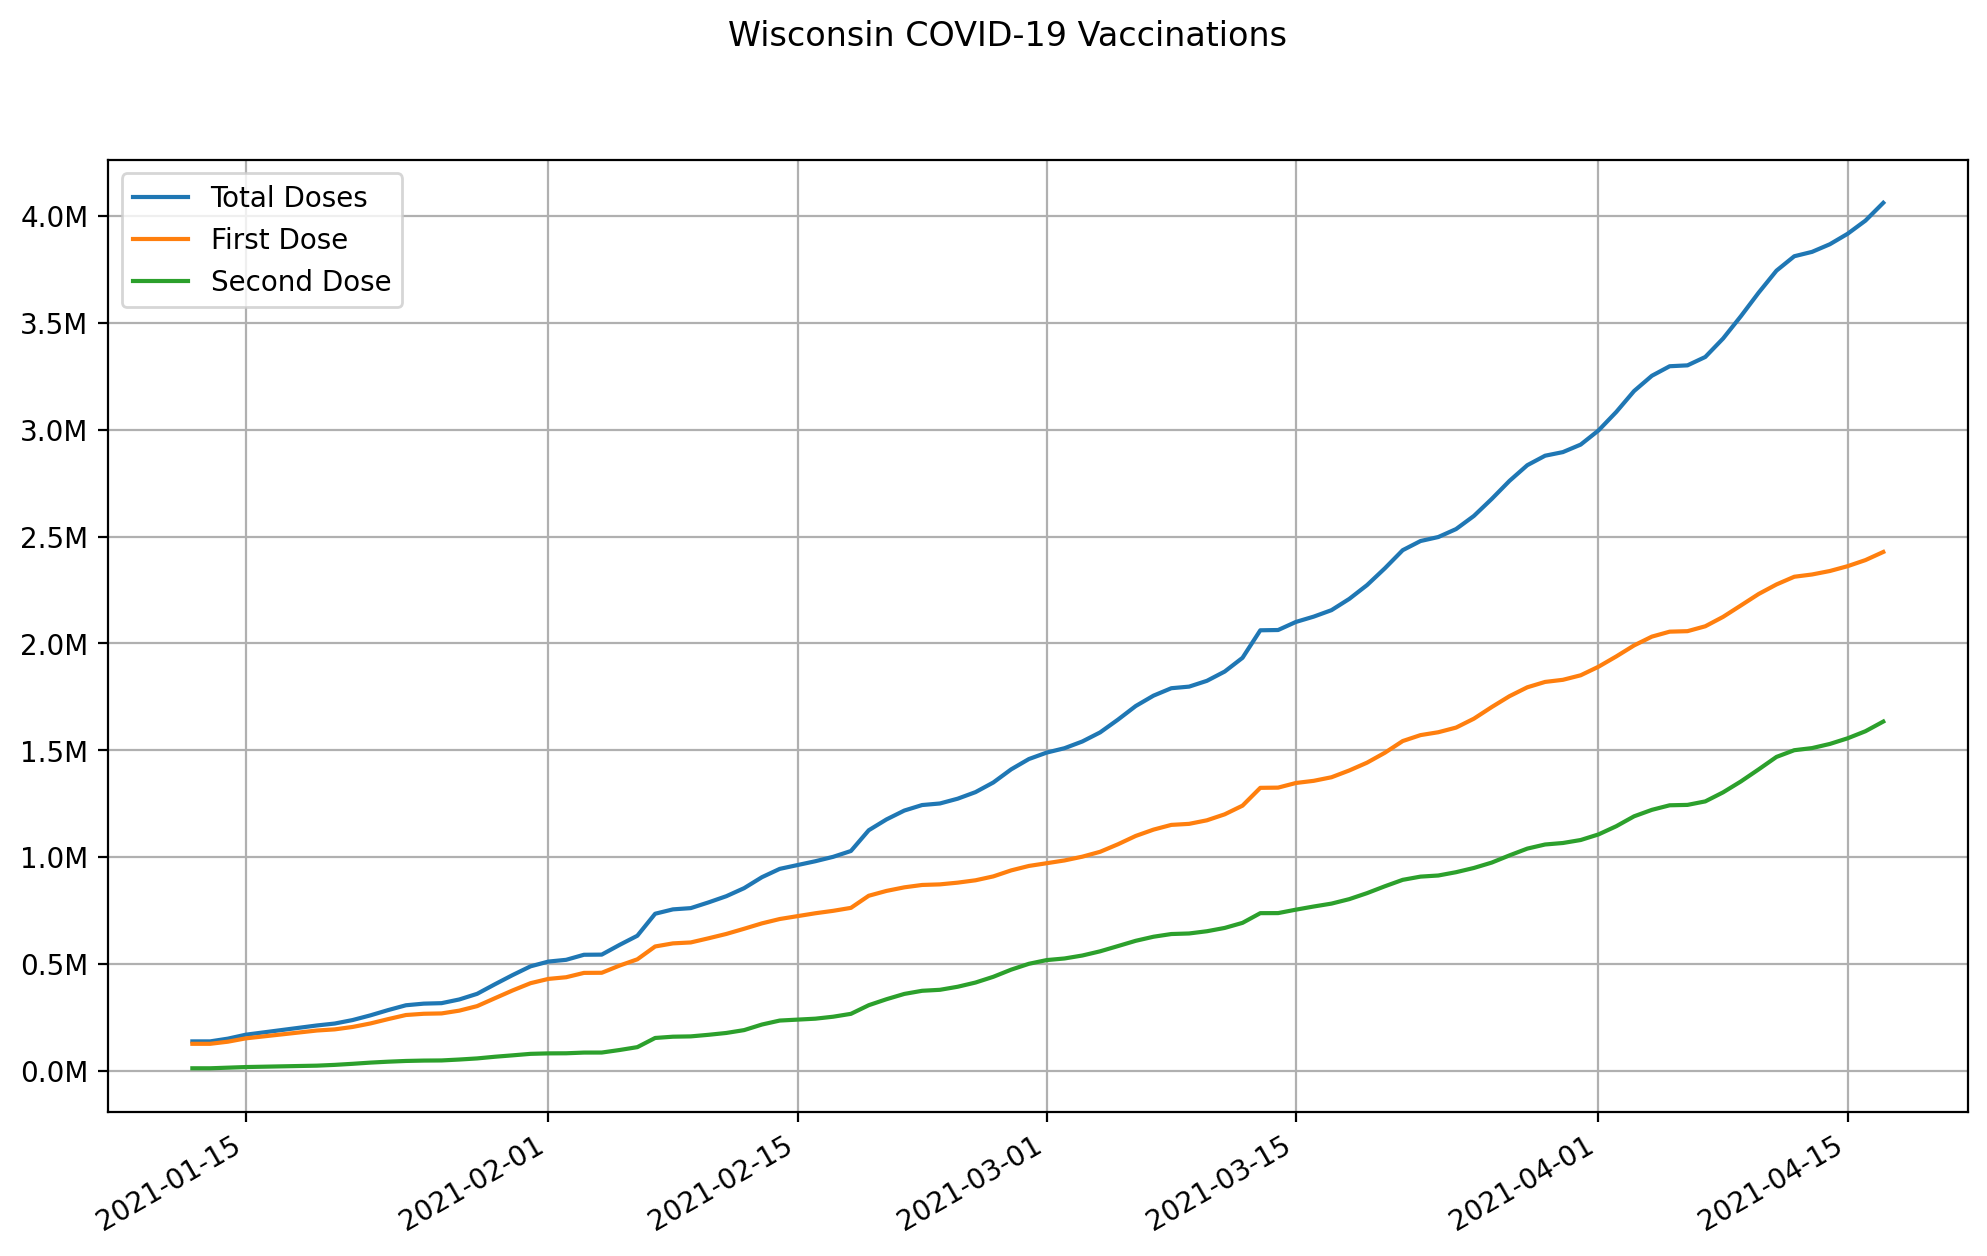 Wisconsin COVID-19 Vaccinations
Total Doses
First Dose
Second Dose
4.0M
3.5M
3.0M
2.5M
2.0M
1.5M
1.0M
0.5M
0.0M
2021-01-15
2021-02-01
2021-02-15
2021-03-01
2021-03-15
2021-04-01
2021-04-15